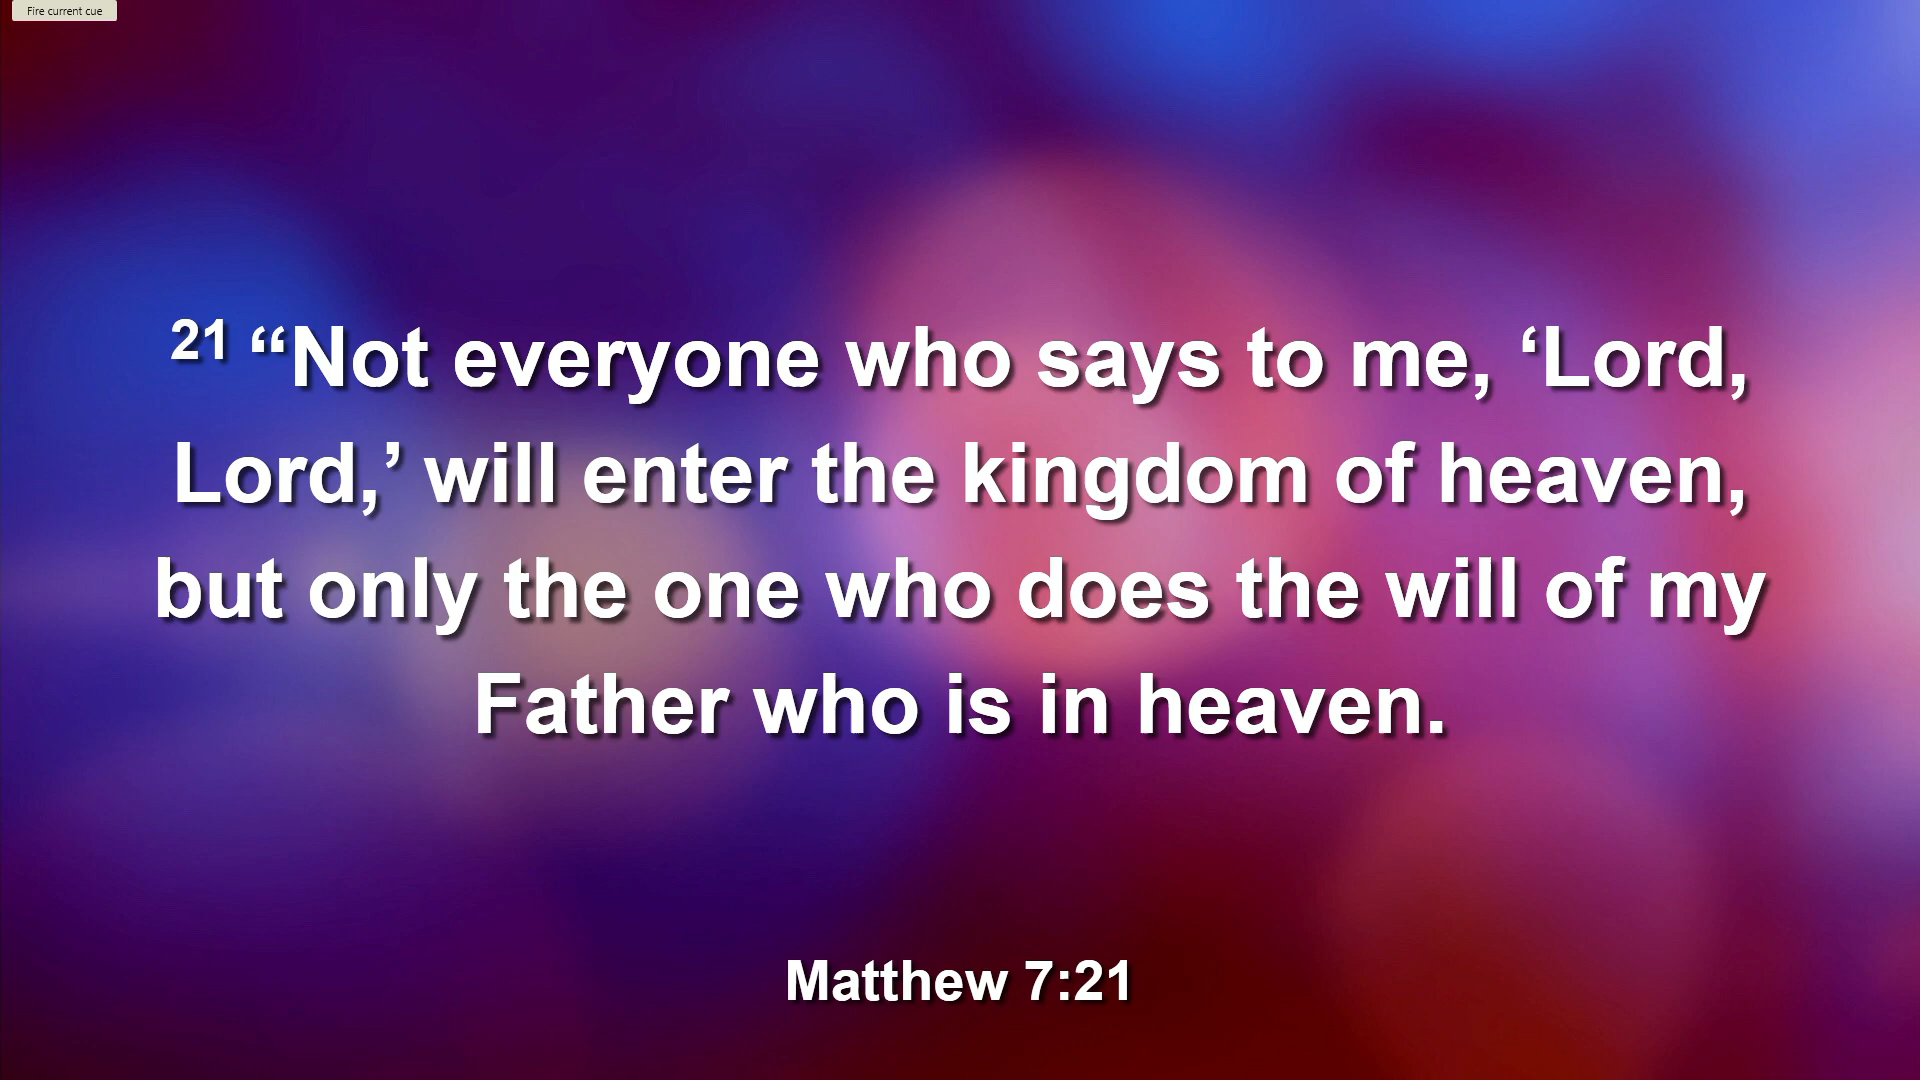 Fire current cue
21 “Not everyone who says to me, ‘Lord,
Lord,’ will enter the kingdom of heaven,
but only the one who does the will of my
Father who is in heaven.
Matthew 7:21